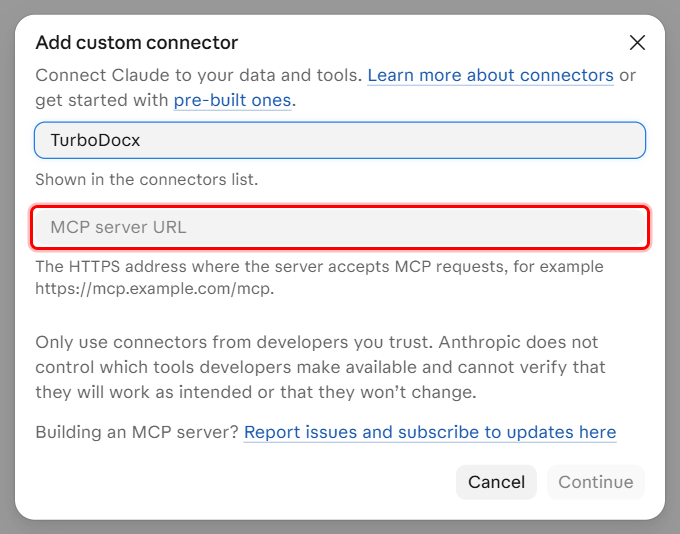 Add custom connector
Connect Claude to your data and tools. Learn more about connectors or
get started with pre-built ones.
TurboDocx
Shown in the connectors list.
MCP server URL
The HTTPS address where the server accepts MCP requests, for example
https://mcp.example.com/mcp.
Only use connectors from developers you trust. Anthropic does not
control which tools developers make available and cannot verify that
they will work as intended or that they won’t change.
Building an MCP server? Report issues and subscribe to updates here
Cancel
Continue